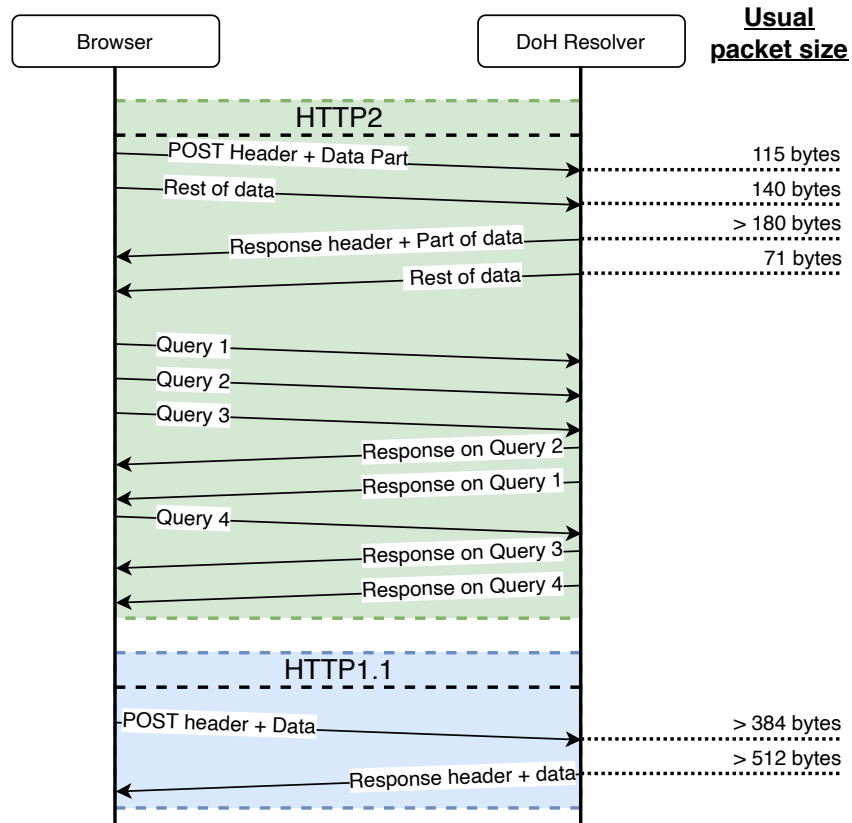 Browser
DoH Resolver
Usual
packet size
HTTP2
POST Header + Data Part
115 bytes
Rest of data
140 bytes
Response header + Part of data
> 180 bytes
Rest of data
71 bytes
Query 1
Query 2
Query 3
Response on Query 2
Response on Query 1
Query 4
Response on Query 3
Response on Query 4
HTTP1.1
POST header + Data
> 384 bytes
Response header + data
> 512 bytes